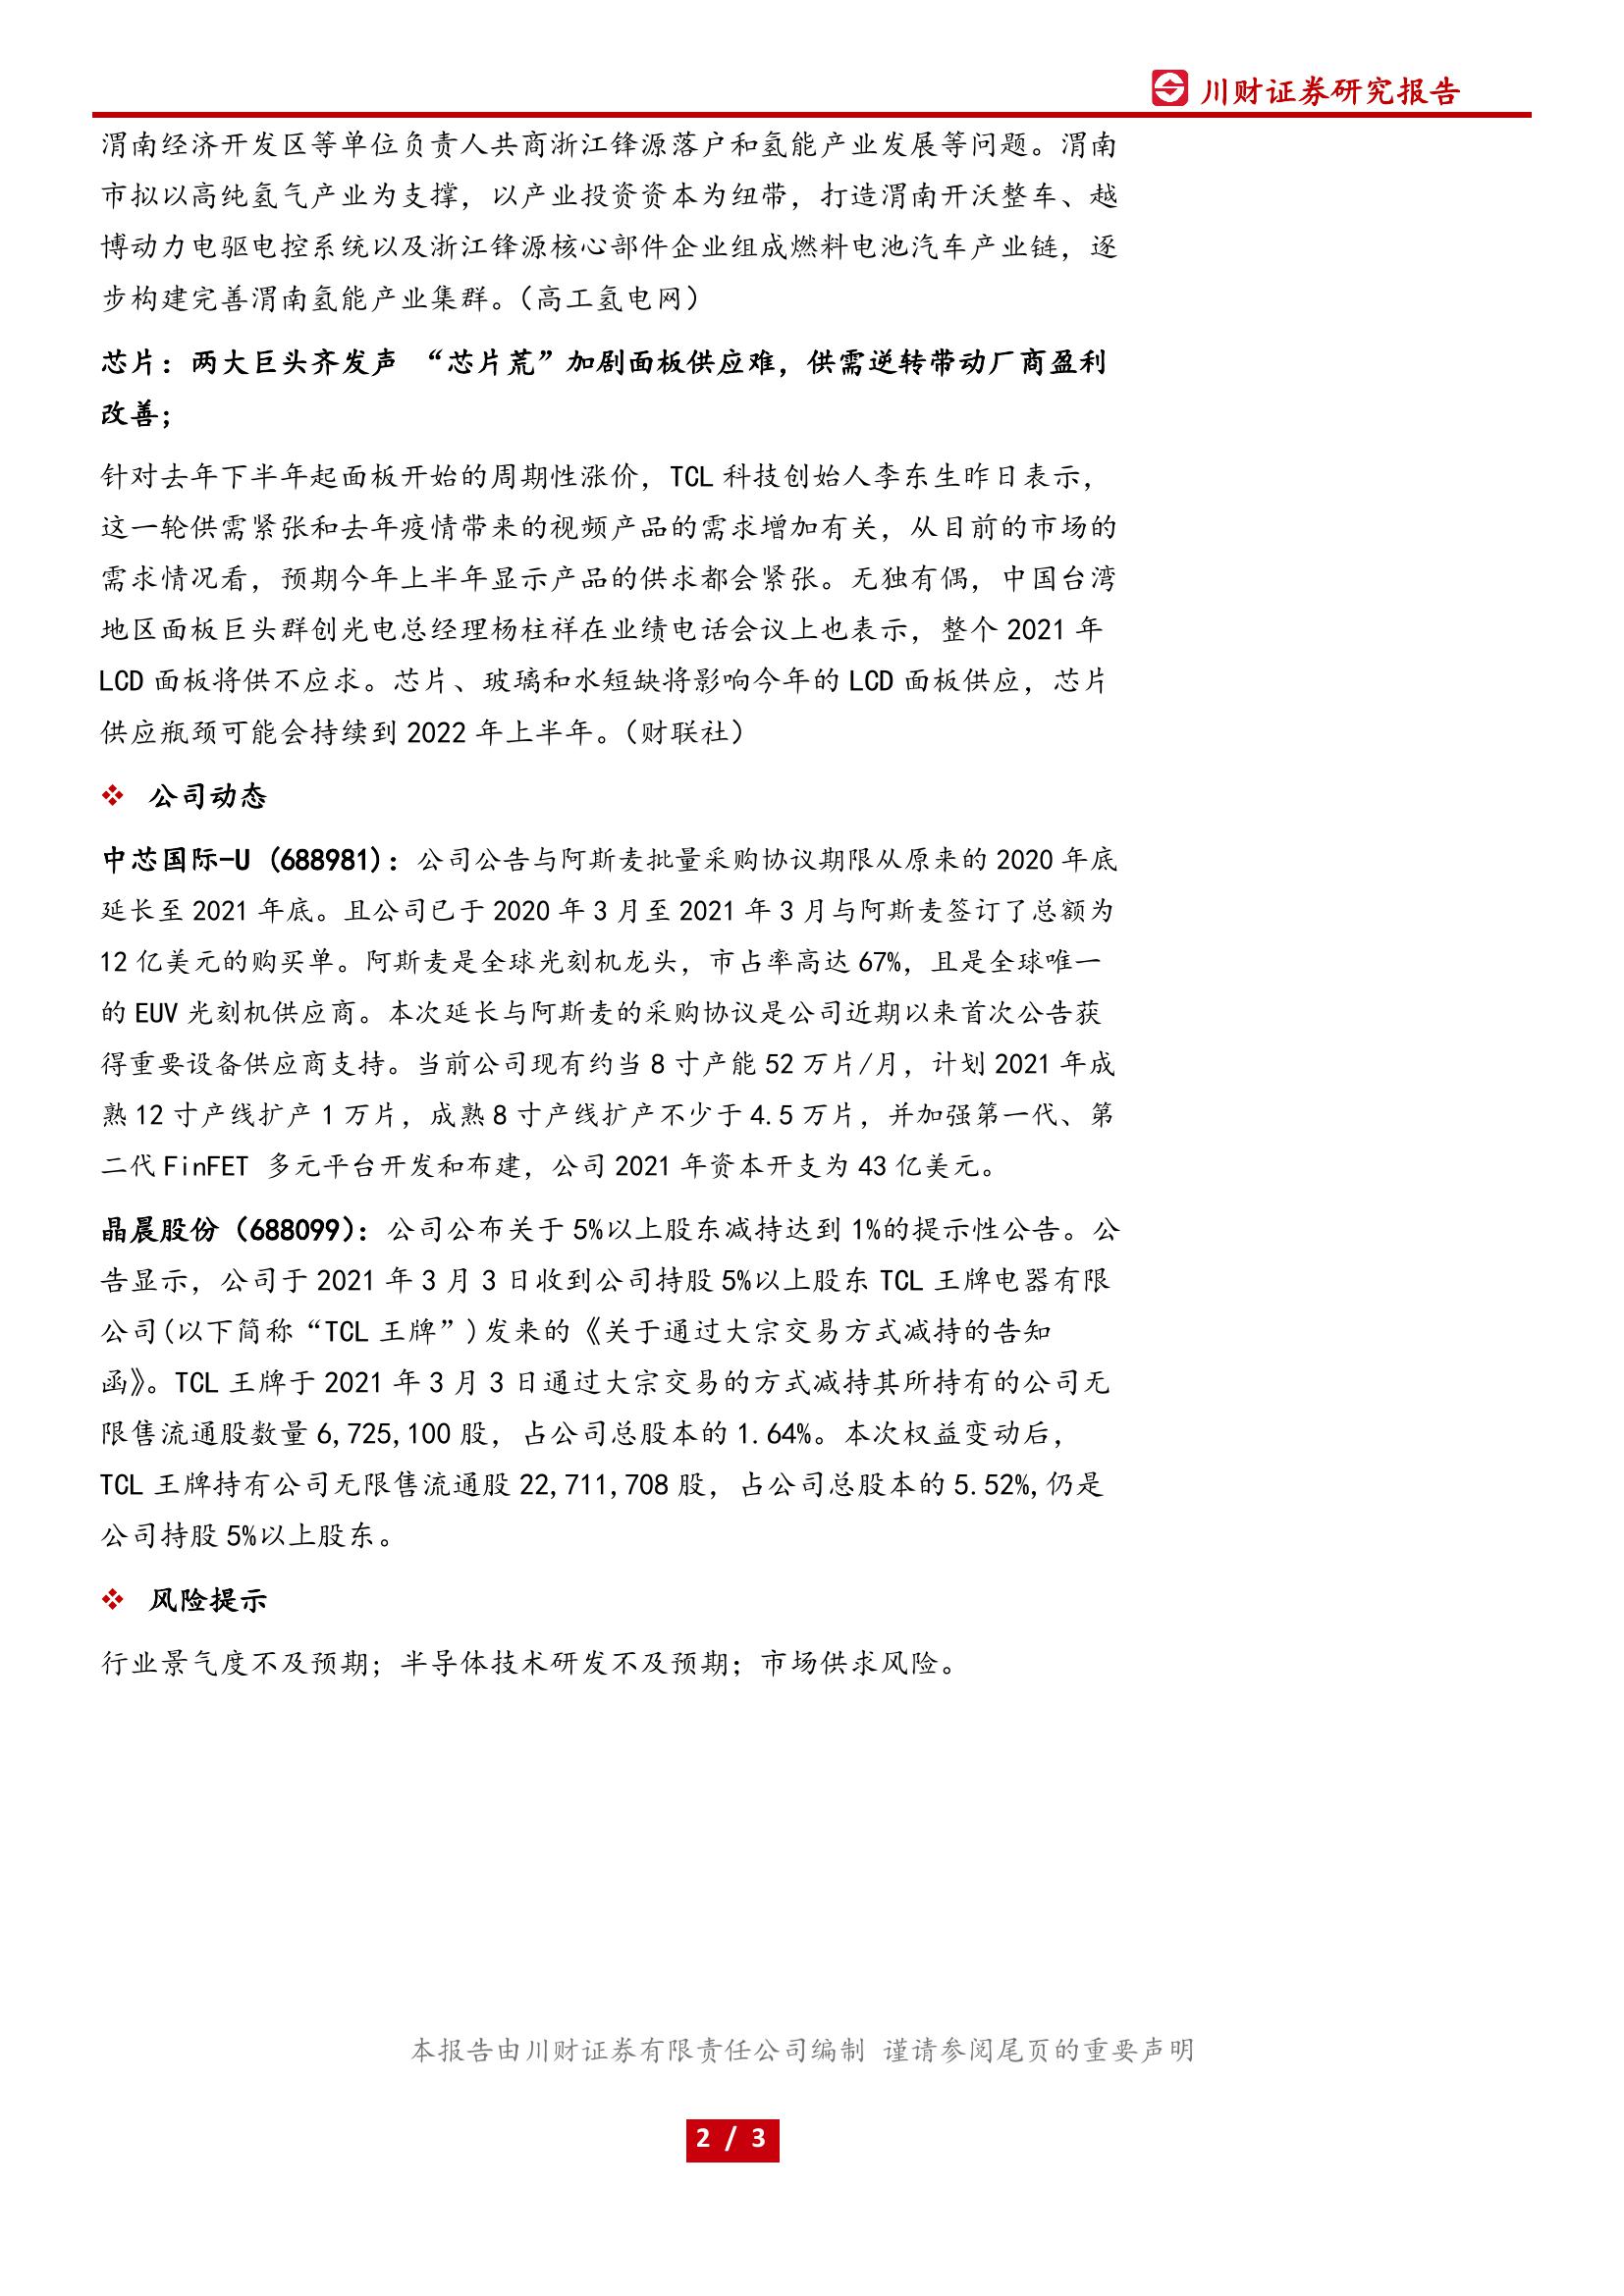 川财证券研究报告
渭南经济开发区等单位负责人共商浙江锋源落户和氢能产业发展等问题。渭南
市拟以高纯氢气产业为支撑，以产业投资资本为纽带，打造渭南开沃整车、越
博动力电驱电控系统以及浙江锋源核心部件企业组成燃料电池汽车产业链，逐
步构建完善渭南氢能产业集群。（高工氢电网）
芯片：两大巨头齐发声 “芯片荒”加剧面板供应难，供需逆转带动厂商盈利
改善；
针对去年下半年起面板开始的周期性涨价，TCL 科技创始人李东生昨日表示，
这一轮供需紧张和去年疫情带来的视频产品的需求增加有关，从目前的市场的
需求情况看，预期今年上半年显示产品的供求都会紧张。无独有偶，中国台湾
地区面板巨头群创光电总经理杨柱祥在业绩电话会议上也表示，整个 2021 年
LCD 面板将供不应求。芯片、玻璃和水短缺将影响今年的 LCD 面板供应，芯片
供应瓶颈可能会持续到 2022 年上半年。（财联社）
❖ 公司动态
中芯国际-U（688981）：公司公告与阿斯麦批量采购协议期限从原来的 2020 年底
延长至 2021 年底。且公司已于 2020 年 3 月至 2021 年 3 月与阿斯麦签订了总额为
12 亿美元的购买单。阿斯麦是全球光刻机龙头，市占率高达 67%，且是全球唯一
的 EUV 光刻机供应商。本次延长与阿斯麦的采购协议是公司近期以来首次公告获
得重要设备供应商支持。当前公司现有约当 8 寸产能 52 万片/月，计划 2021 年成
熟 12 寸产线扩产 1 万片，成熟 8 寸产线扩产不少于 4.5 万片，并加强第一代、第
二代 FinFET 多元平台开发和布建，公司 2021 年资本开支为 43 亿美元。
晶晨股份（688099）：公司公布关于 5%以上股东减持达到 1%的提示性公告。公
告显示，公司于 2021 年 3 月 3 日收到公司持股 5%以上股东 TCL 王牌电器有限
公司(以下简称“TCL 王牌”)发来的《关于通过大宗交易方式减持的告知
函》。TCL 王牌于 2021 年 3 月 3 日通过大宗交易的方式减持其所持有的公司无
限售流通股数量 6,725,100 股，占公司总股本的 1.64%。本次权益变动后，
TCL 王牌持有公司无限售流通股 22,711,708 股，占公司总股本的 5.52%,仍是
公司持股 5%以上股东。
❖ 风险提示
行业景气度不及预期；半导体技术研发不及预期；市场供求风险。
本报告由川财证券有限责任公司编制 谨请参阅尾页的重要声明
2 / 3